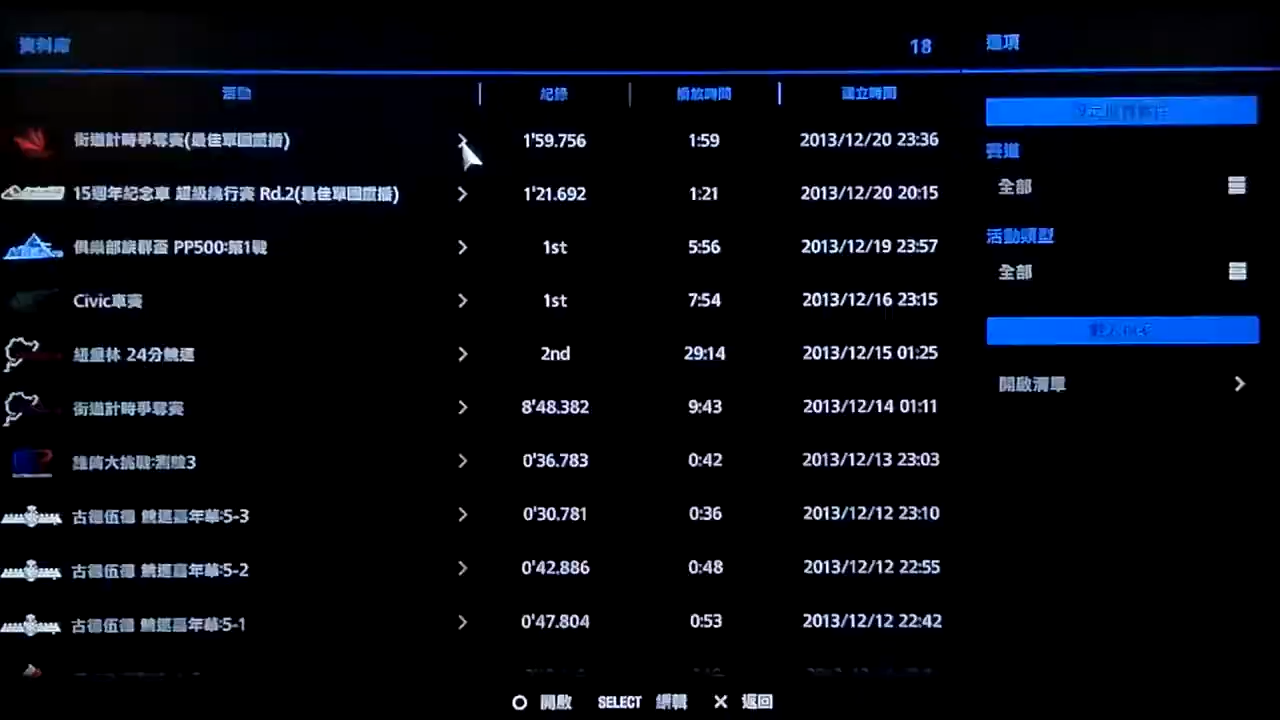 資料庫 18 選項
活動 紀錄 播放時間 建立時間
街道計時爭奪賽(最佳單圈重播) 1'59.756 1:59 2013/12/20 23:36
賽道
15週年紀念車 超級繞行賽 Rd.2(最佳單圈重播) 1'21.692 1:21 2013/12/20 20:15
全部
俱樂部族群盃 PP500:第1戰 1st 5:56 2013/12/19 23:57
活動類型
全部
Civic車賽 1st 7:54 2013/12/16 23:15
紐堡林 24分競速 2nd 29:14 2013/12/15 01:25
開啟清單
街道計時爭奪賽 8'48.382 9:43 2013/12/14 01:11
雄筒大挑戰:測驗3 0'36.783 0:42 2013/12/13 23:03
古德伍德 競速嘉年華:5-3 0'30.781 0:36 2013/12/12 23:10
古德伍德 競速嘉年華:5-2 0'42.886 0:48 2013/12/12 22:55
古德伍德 競速嘉年華:5-1 0'47.804 0:53 2013/12/12 22:42
開啟 SELECT 編輯 返回